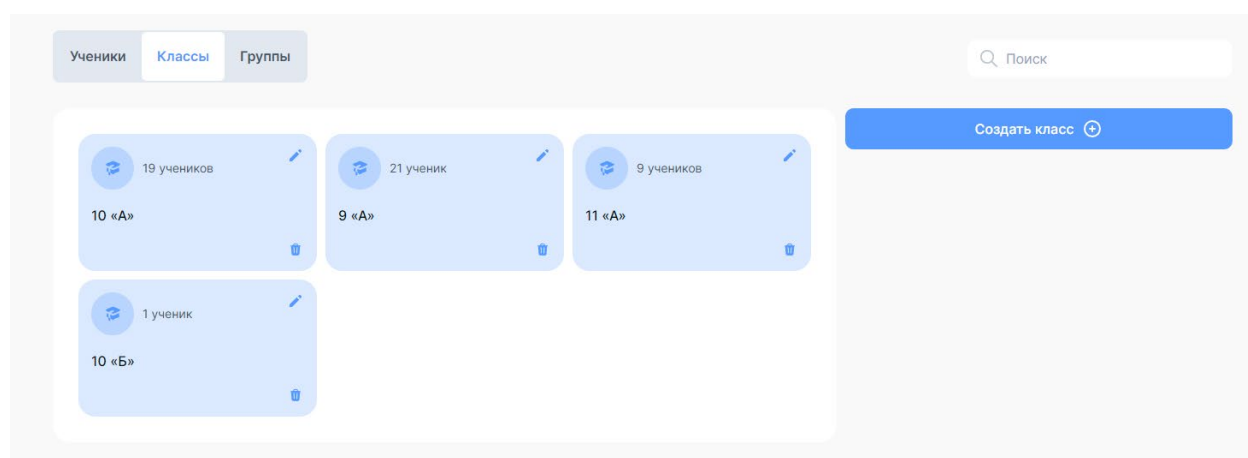 Ученики Классы Группы
Поиск
Создать класс
19 учеников
10 «А»
21 ученик
9 «А»
9 учеников
11 «А»
1 ученик
10 «Б»